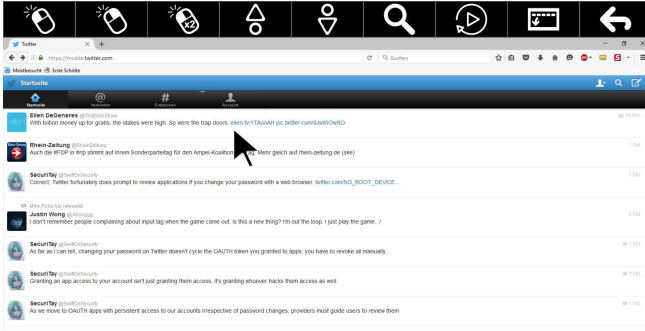 x2
Twitter
https://mobile.twitter.com
Suchen
Meistbesucht Erste Schritte
Startseite
Startseite Verbinden Entdecken Account
Ellen DeGeneres @TheEllenShow
With tuition money up for grabs, the stakes were high. So were the trap doors.
Rhein-Zeitung @RheinZeitung
Auch die #FDP in #rlp stimmt auf ihrem Sonderparteitag für den Ampel-Koalition Mehr gleich auf rhein-zeitung.de (ske)
SecuriTay @SwiftOnSecurity
Correct, Twitter fortunately does prompt to review applications if you change your password with a web browser. twitter.com/NO_BOOT_DEVICE...
Mike Ross hat retweetet
Justin Wong
I don't remember people complaining about input lag when the game came out. Is this a new thing? I'm out the loop. I just play the game. :/
SecuriTay @SwiftOnSecurity
As far as I can tell, changing your password on Twitter doesn't cycle the OAUTH token you granted to apps, you have to revoke all manually..
SecuriTay @SwiftOnSecurity
Granting an app access to your account isn't just granting them access, it's granting whoever hacks them access as well
SecuriTay @SwiftOnSecurity
As we move to OAUTH apps with persistent access to our accounts irrespective of password changes, providers must guide users to review them